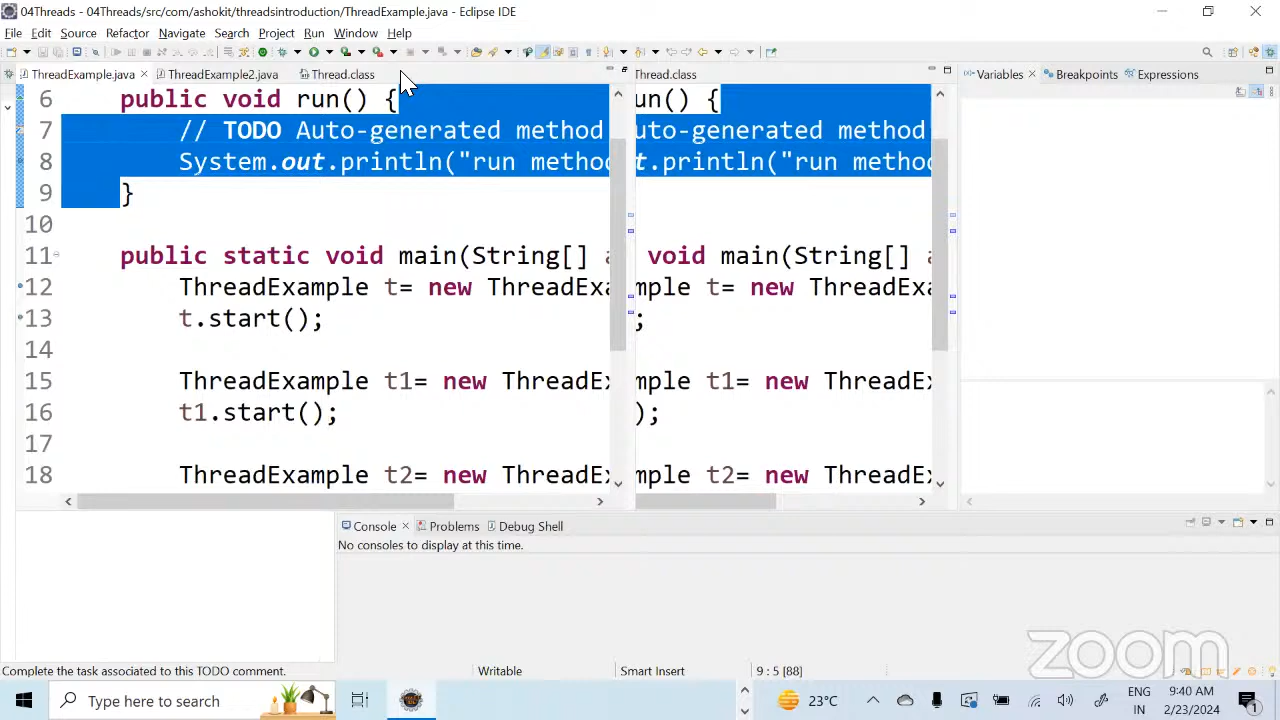 04Threads - 04Threads/src/com/ashokit/threadsintroduction/ThreadExample.java - Eclipse IDE
File Edit Source Refactor Navigate Search Project Run Window Help
ThreadExample.java ThreadExample2.java Thread.class Thread.class Variables Breakpoints Expressions
6 public void run() { un() {
7 // TODO Auto-generated method uto-generated method
8 System.out.println("run metho t.println("run metho
9 }
10
11 public static void main(String[] a void main(String[] a
12 ThreadExample t= new ThreadExa mple t= new ThreadExa
13 t.start(); ;
14
15 ThreadExample t1= new ThreadEx mple t1= new ThreadEx
16 t1.start(); );
17
18 ThreadExample t2= new ThreadEx mple t2= new ThreadEx
Console Problems Debug Shell
No consoles to display at this time.
zoom
Complete the task associated to this TODO comment. Writable Smart Insert 9 : 5 [88]
Type here to search
23°C
ENG
IN
9:40 AM
2/23/2024
1